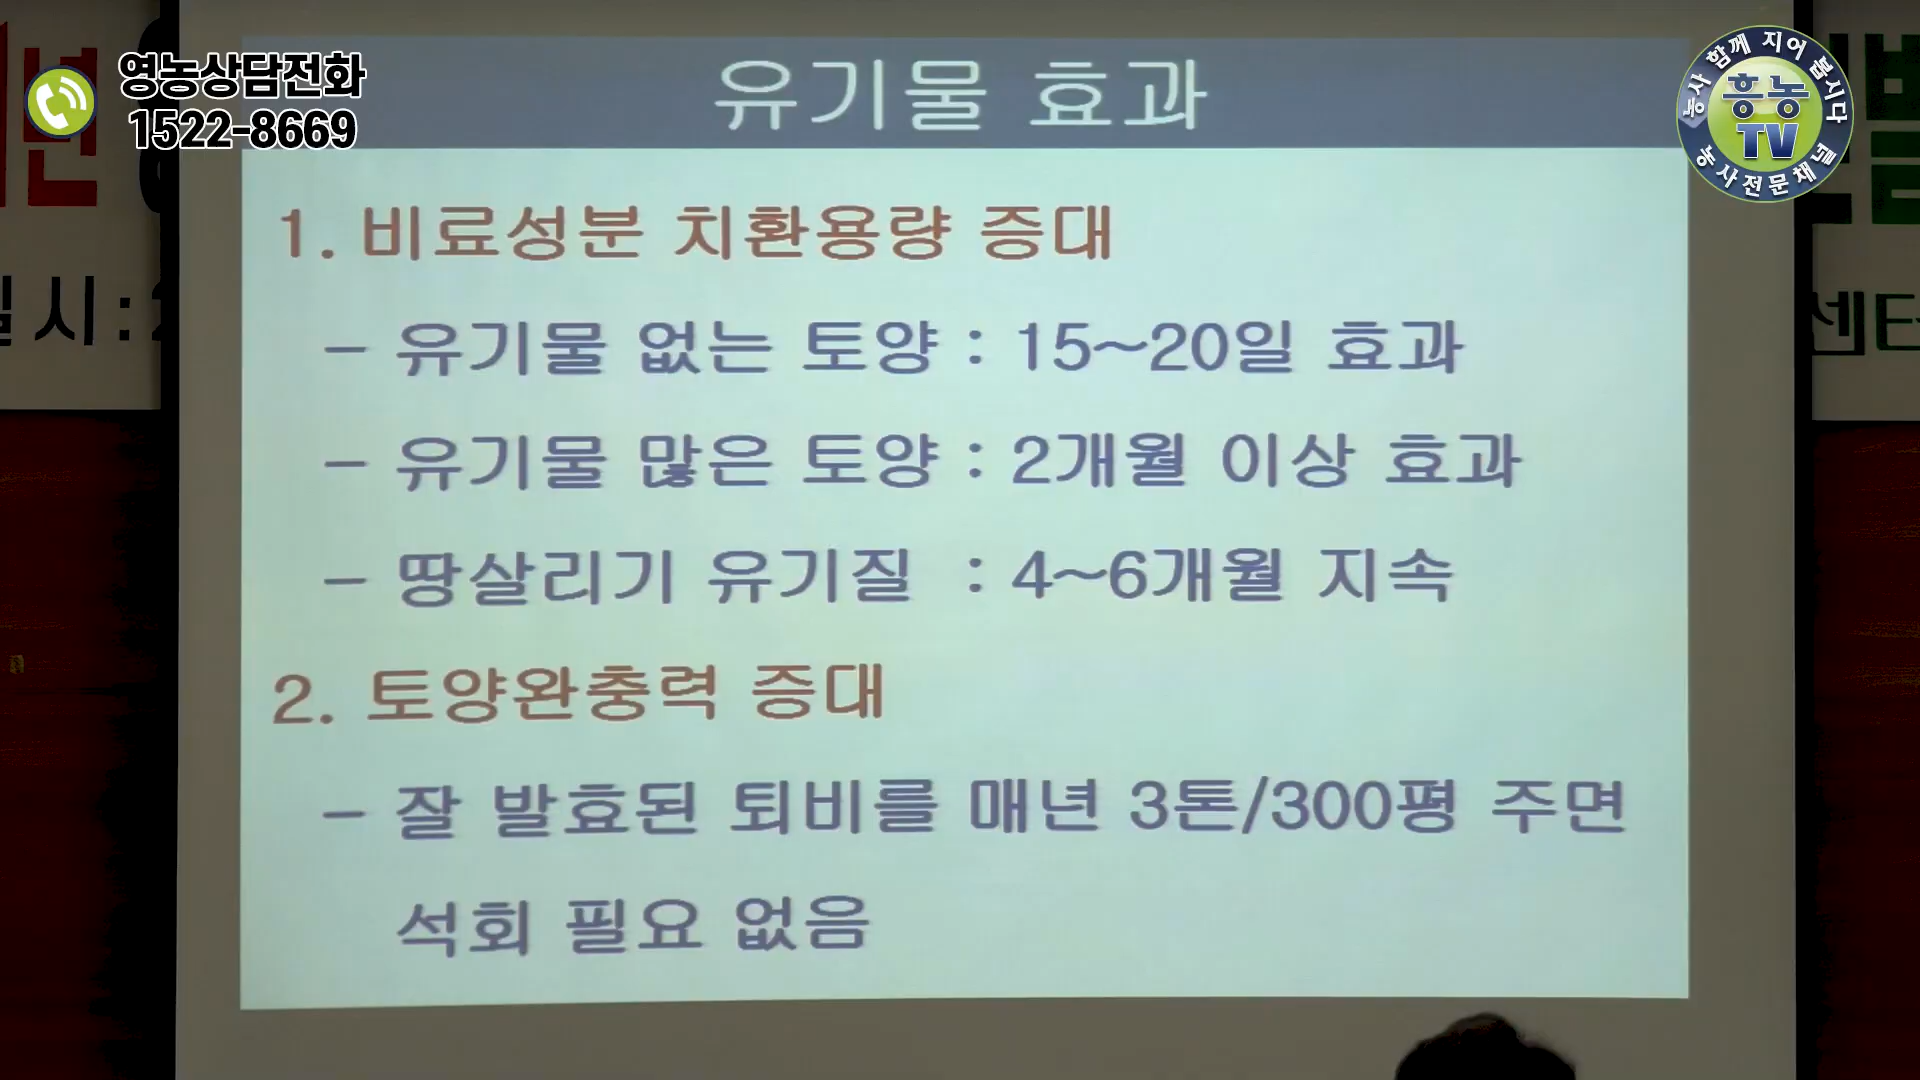 영농상담전화
1522-8669
농사 함께 지어 봅시다
흥농
TV
농사전문채널
유기물 효과
1. 비료성분 치환용량 증대
- 유기물 없는 토양 : 15~20일 효과
- 유기물 많은 토양 : 2개월 이상 효과
- 땅살리기 유기질 : 4~6개월 지속
2. 토양완충력 증대
- 잘 발효된 퇴비를 매년 3톤/300평 주면
석회 필요 없음
년
시:
센터